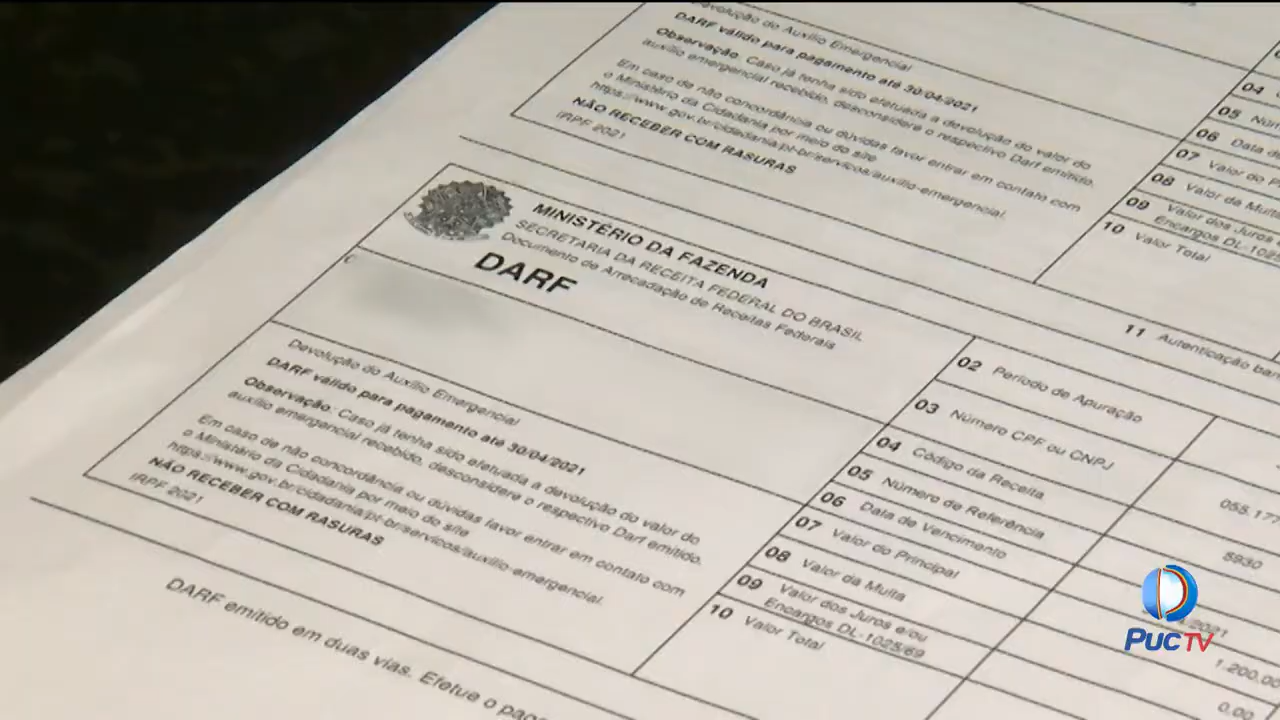 Devolução do Auxílio Emergencial
DARF válido para pagamento até 30/04/2021
Observação: Caso já tenha sido efetuada a devolução do valor do
auxílio emergencial recebido, desconsidere o respectivo Darf emitido.
Em caso de não concordância ou dúvidas favor entrar em contato com
o Ministério da Cidadania por meio do site
https://www.gov.br/cidadania/pt-br/servicos/auxilio-emergencial.
NÃO RECEBER COM RASURAS
IRPF 2021
04
05
06 Data de
07 Valor do
08 Valor da Multa
09 Valor dos Juros
Encargos DL-1025
10 Valor Total
11 Autenticação
MINISTÉRIO DA FAZENDA
SECRETARIA DA RECEITA FEDERAL DO BRASIL
Documento de Arrecadação de Receitas Federais
DARF
Devolução do Auxílio Emergencial
DARF válido para pagamento até 30/04/2021
Observação: Caso já tenha sido efetuada a devolução do valor do
auxílio emergencial recebido, desconsidere o respectivo Darf emitido.
Em caso de não concordância ou dúvidas favor entrar em contato com
o Ministério da Cidadania por meio do site
https://www.gov.br/cidadania/pt-br/servicos/auxilio-emergencial.
NÃO RECEBER COM RASURAS
IRPF 2021
02 Período de Apuração
03 Número CPF ou CNPJ
04 Código da Receita
05 Número de Referência
06 Data de Vencimento
07 Valor do Principal
08 Valor da Multa
09 Valor dos Juros e/ou
Encargos DL-1025/69
10 Valor Total
055.177
5930
2021
1.200,00
0,00
DARF emitido em duas vias. Efetue o
PUC TV